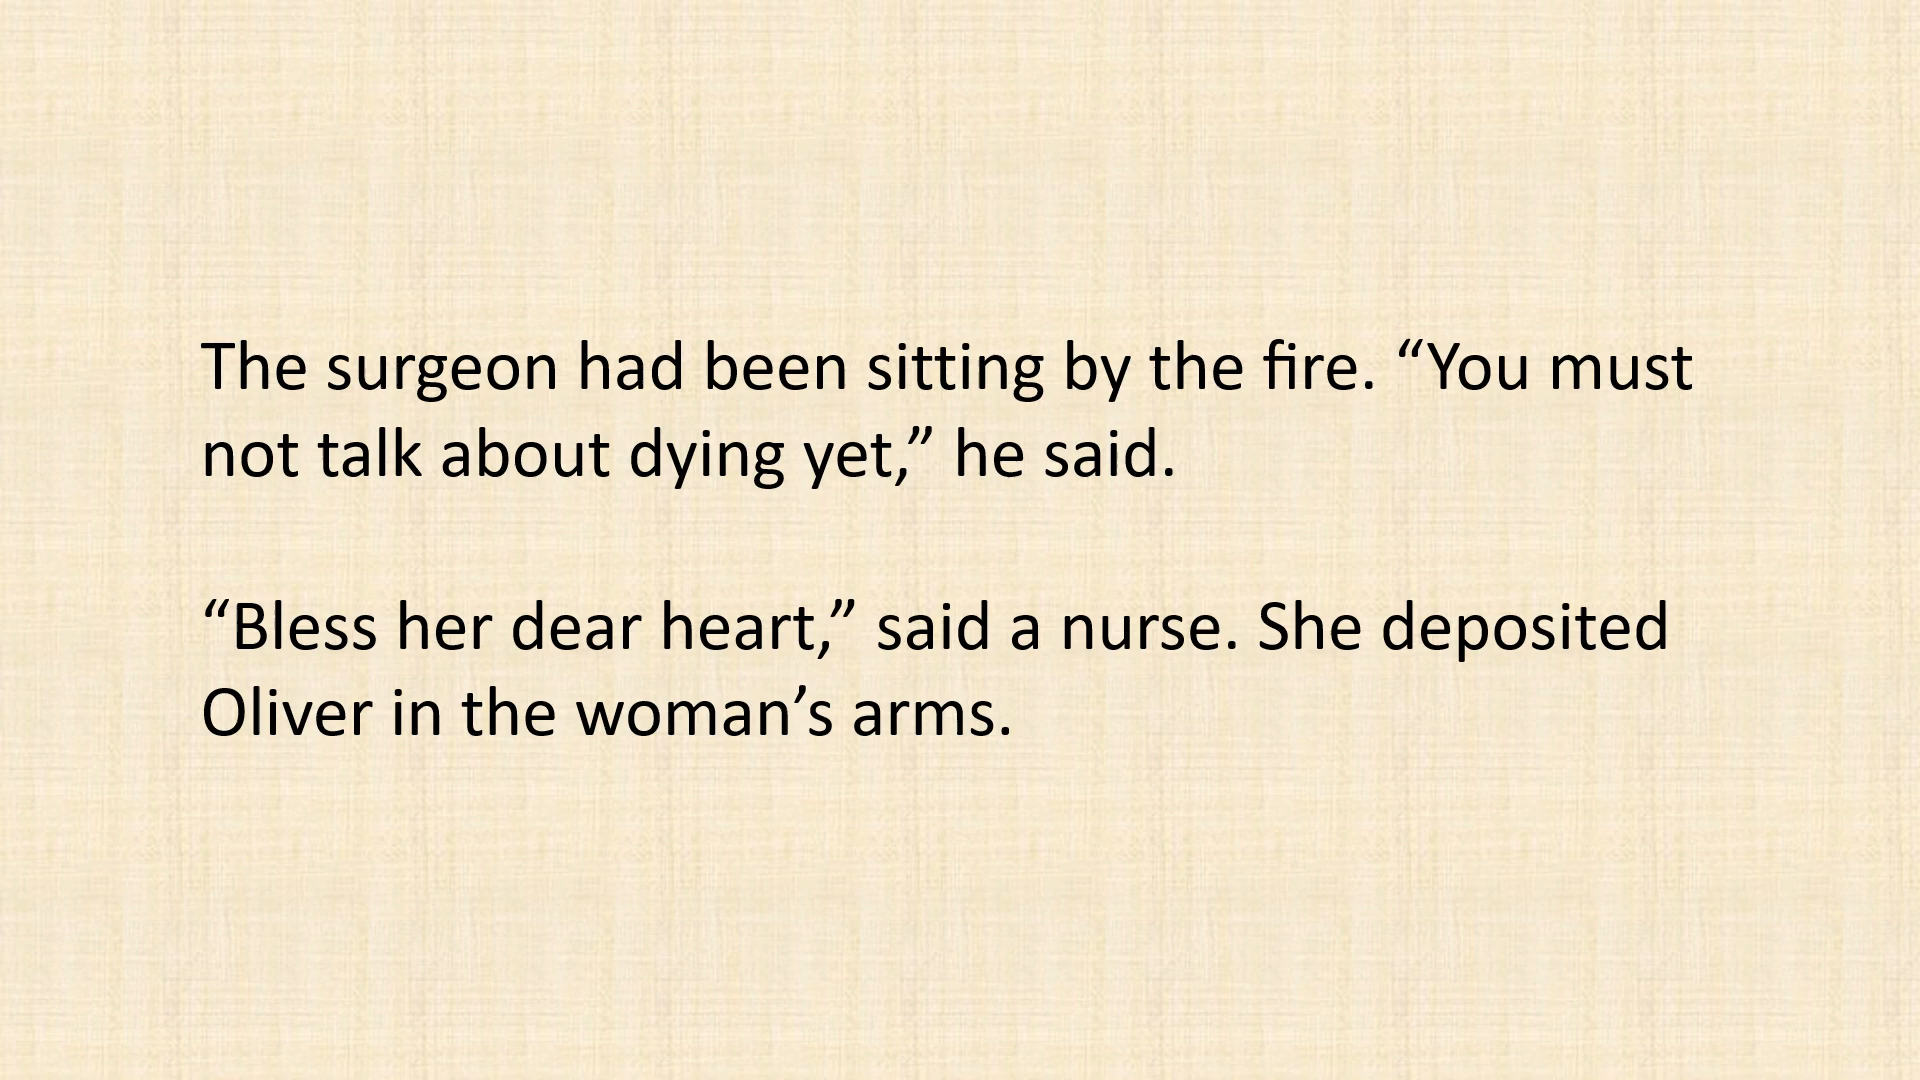 The surgeon had been sitting by the fire. “You must
not talk about dying yet,” he said.
“Bless her dear heart,” said a nurse. She deposited
Oliver in the woman’s arms.